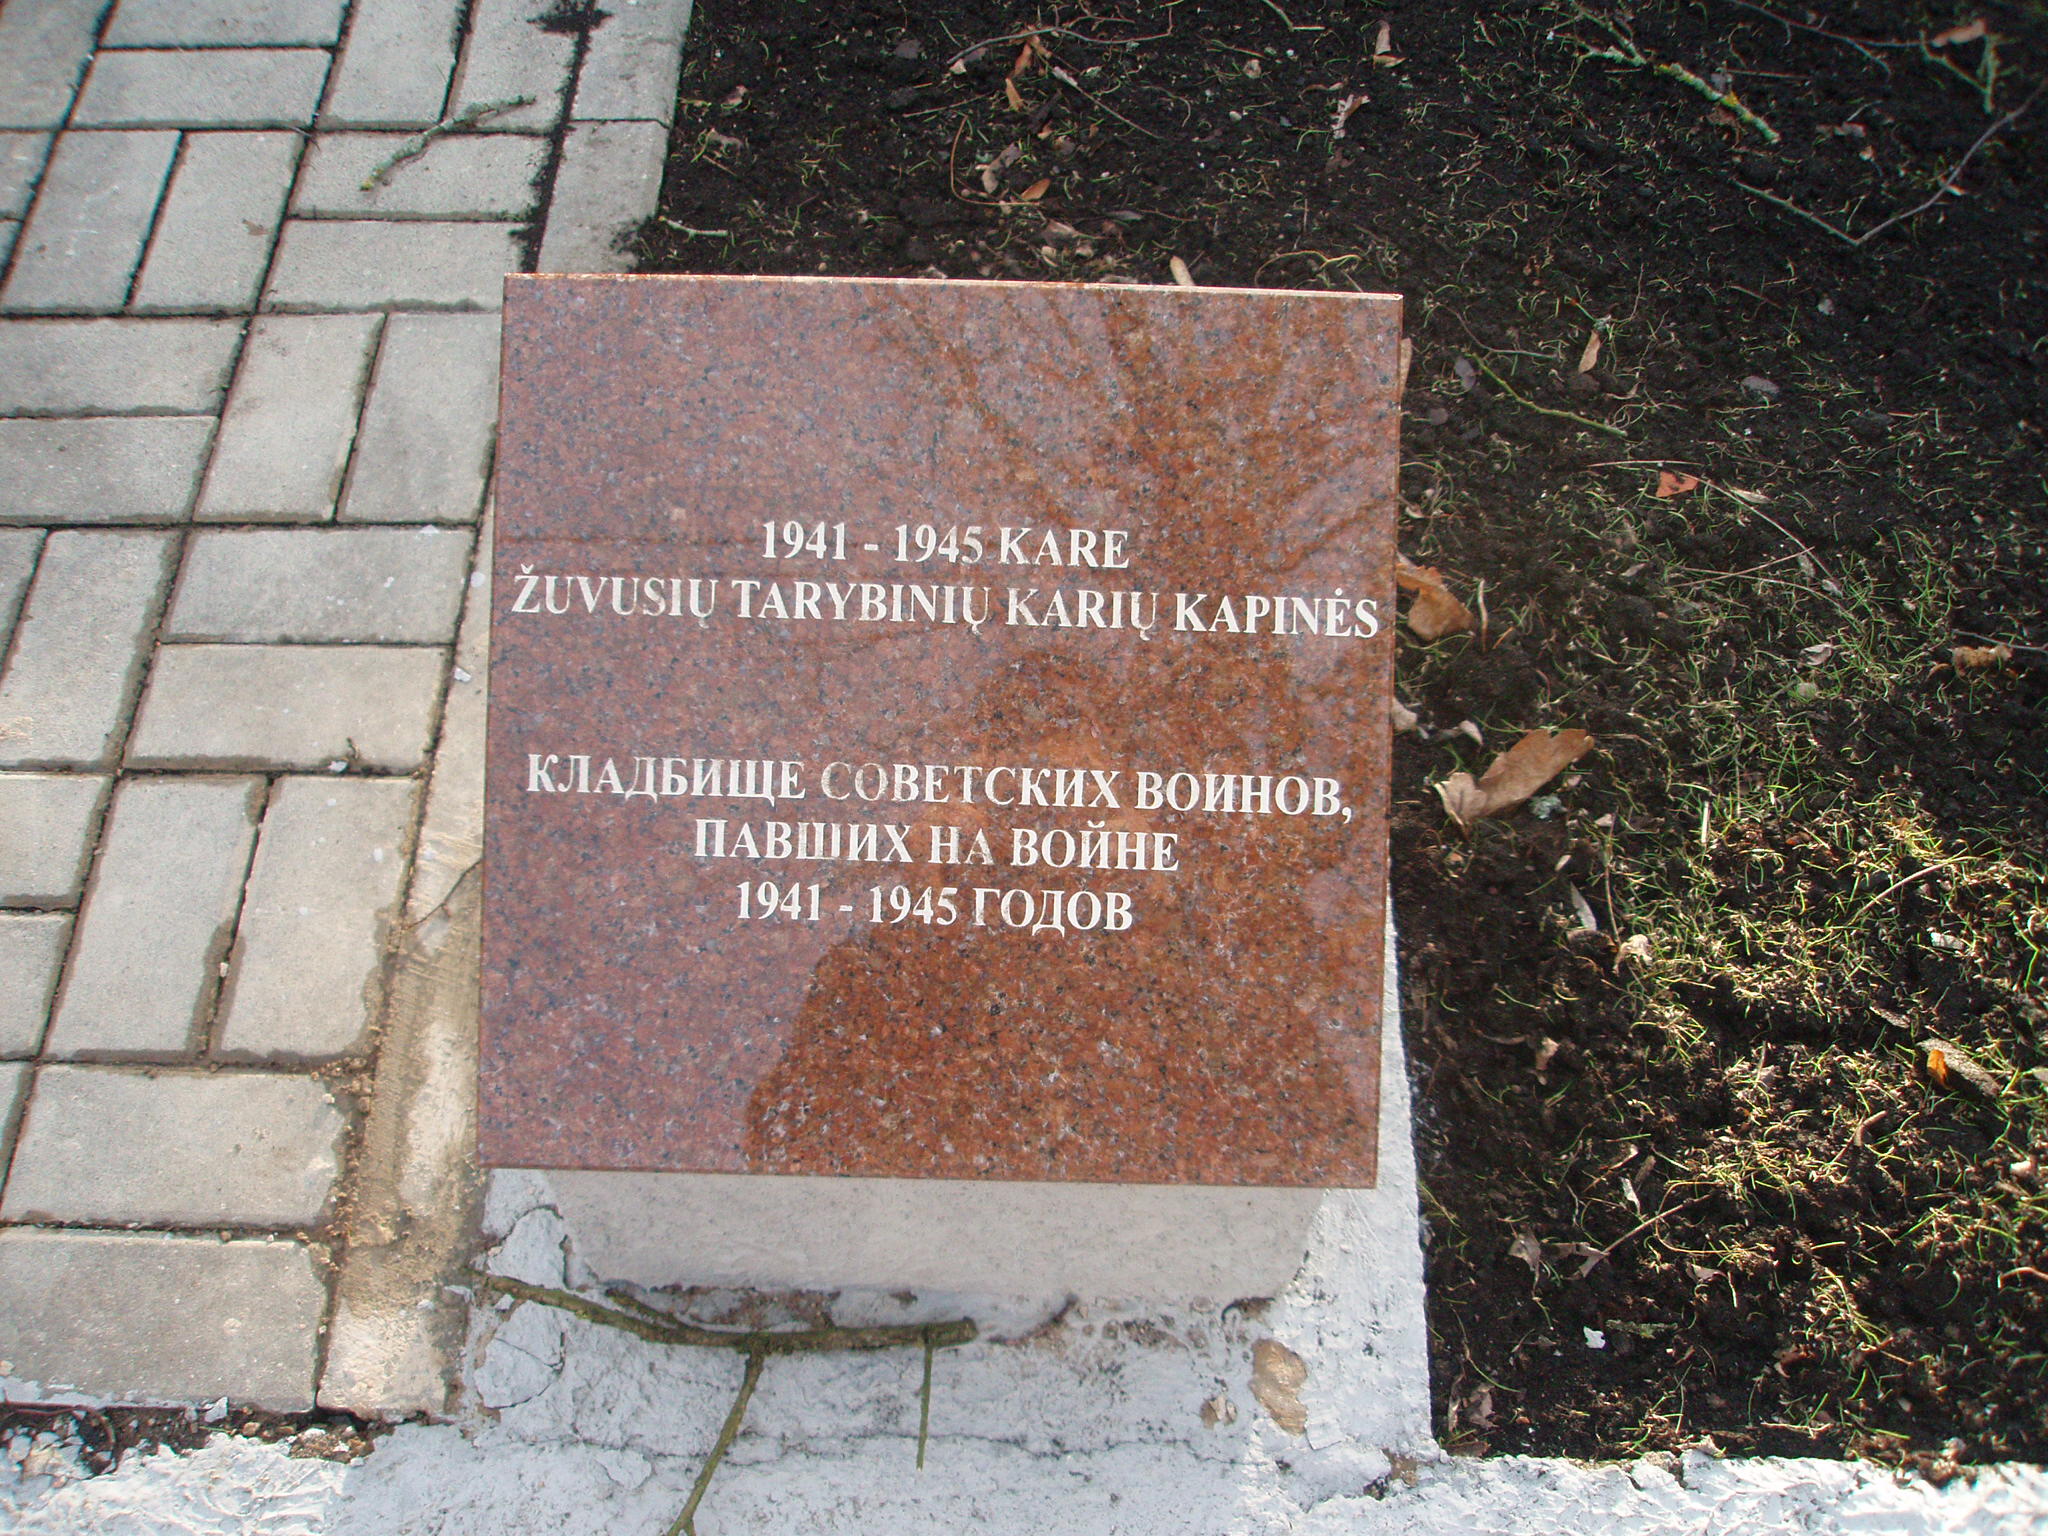 1941 - 1945 KARE
ŽUVUSIŲ TARYBINIŲ KARIŲ KAPINĖS
КЛАДБИЩЕ СОВЕТСКИХ ВОИНОВ,
ПАВШИХ НА ВОЙНЕ
1941 - 1945 ГОДОВ